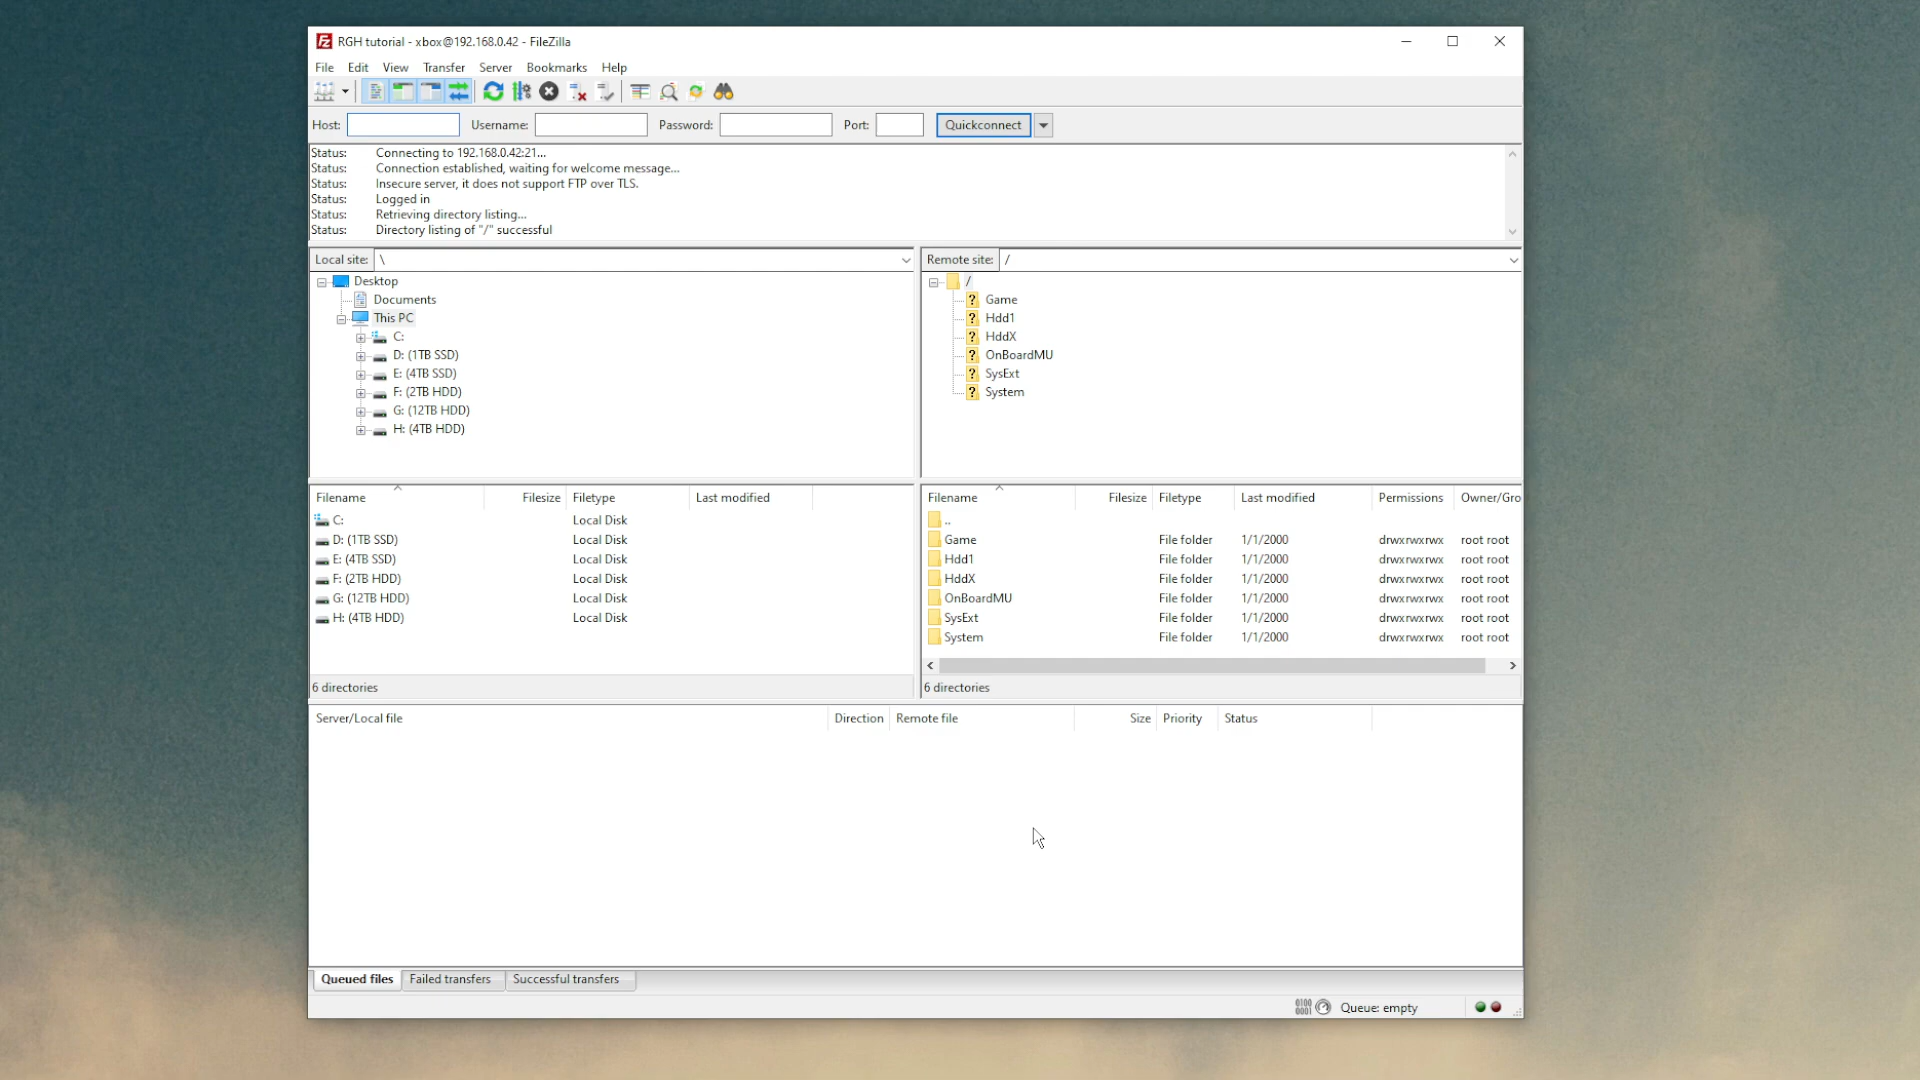 RGH tutorial - xbox@192.168.0.42 - FileZilla
File Edit View Transfer Server Bookmarks Help
Host: Username: Password: Port: Quickconnect
Status: Connecting to 192.168.0.42:21...
Status: Connection established, waiting for welcome message...
Status: Insecure server, it does not support FTP over TLS.
Status: Logged in
Status: Retrieving directory listing...
Status: Directory listing of "/" successful
Local site: \
Desktop
Documents
This PC
C:
D: (1TB SSD)
E: (4TB SSD)
F: (2TB HDD)
G: (12TB HDD)
H: (4TB HDD)
Remote site: /
/
Game
Hdd1
HddX
OnBoardMU
SysExt
System
Filename Filesize Filetype Last modified
C: Local Disk
D: (1TB SSD) Local Disk
E: (4TB SSD) Local Disk
F: (2TB HDD) Local Disk
G: (12TB HDD) Local Disk
H: (4TB HDD) Local Disk
6 directories
Filename Filesize Filetype Last modified Permissions Owner/Gro
..
Game File folder 1/1/2000 drwxrwxrwx root root
Hdd1 File folder 1/1/2000 drwxrwxrwx root root
HddX File folder 1/1/2000 drwxrwxrwx root root
OnBoardMU File folder 1/1/2000 drwxrwxrwx root root
SysExt File folder 1/1/2000 drwxrwxrwx root root
System File folder 1/1/2000 drwxrwxrwx root root
6 directories
Server/Local file Direction Remote file Size Priority Status
Queued files Failed transfers Successful transfers
Queue: empty